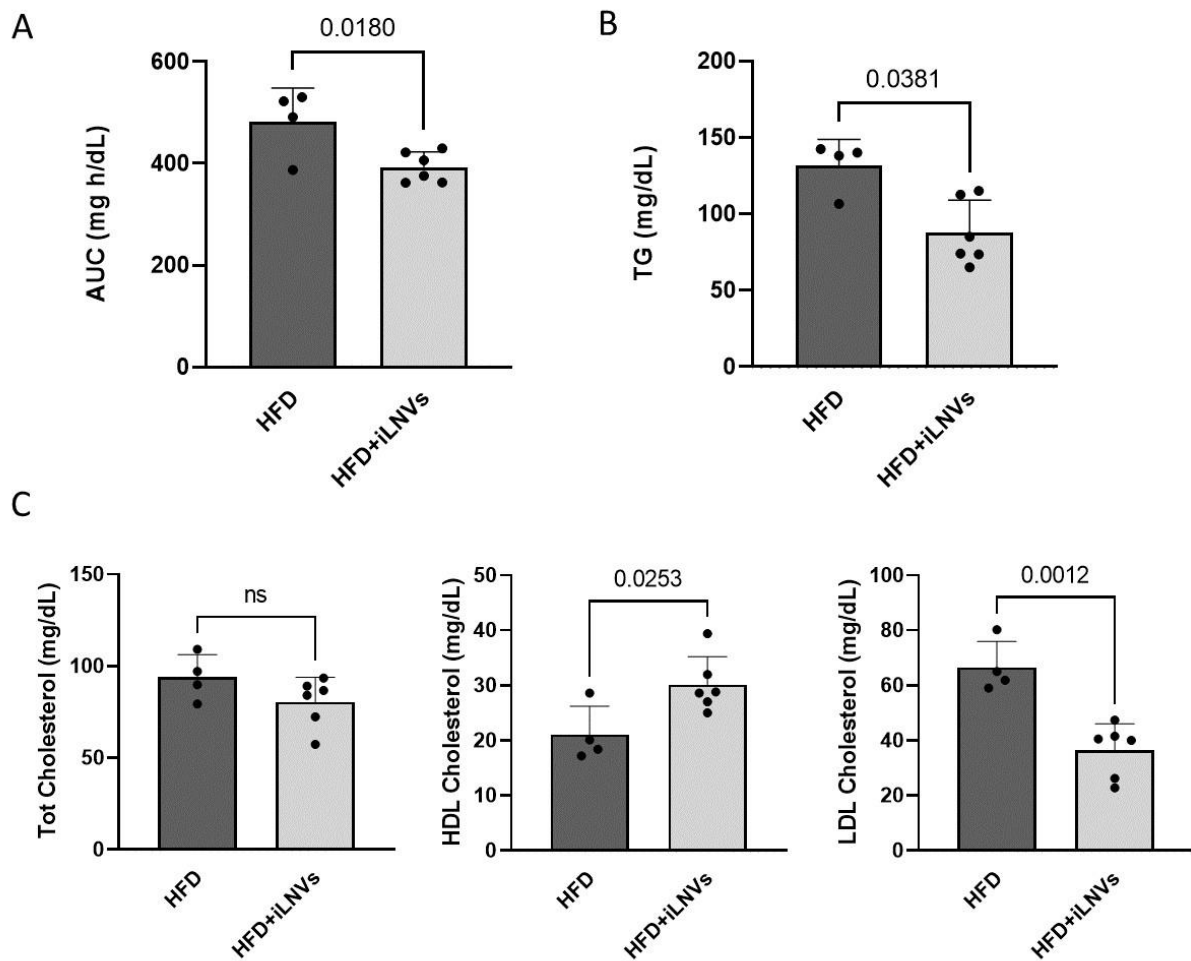 A
0.0180
600
400
200
0
AUC (mg h/dL)
HFD
HFD+iLNVs
B
0.0381
200
150
100
50
0
TG (mg/dL)
HFD
HFD+iLNVs
C
ns
150
100
50
0
Tot Cholesterol (mg/dL)
HFD
HFD+iLNVs
0.0253
50
40
30
20
10
0
HDL Cholesterol (mg/dL)
HFD
HFD+iLNVs
0.0012
100
80
60
40
20
0
LDL Cholesterol (mg/dL)
HFD
HFD+iLNVs